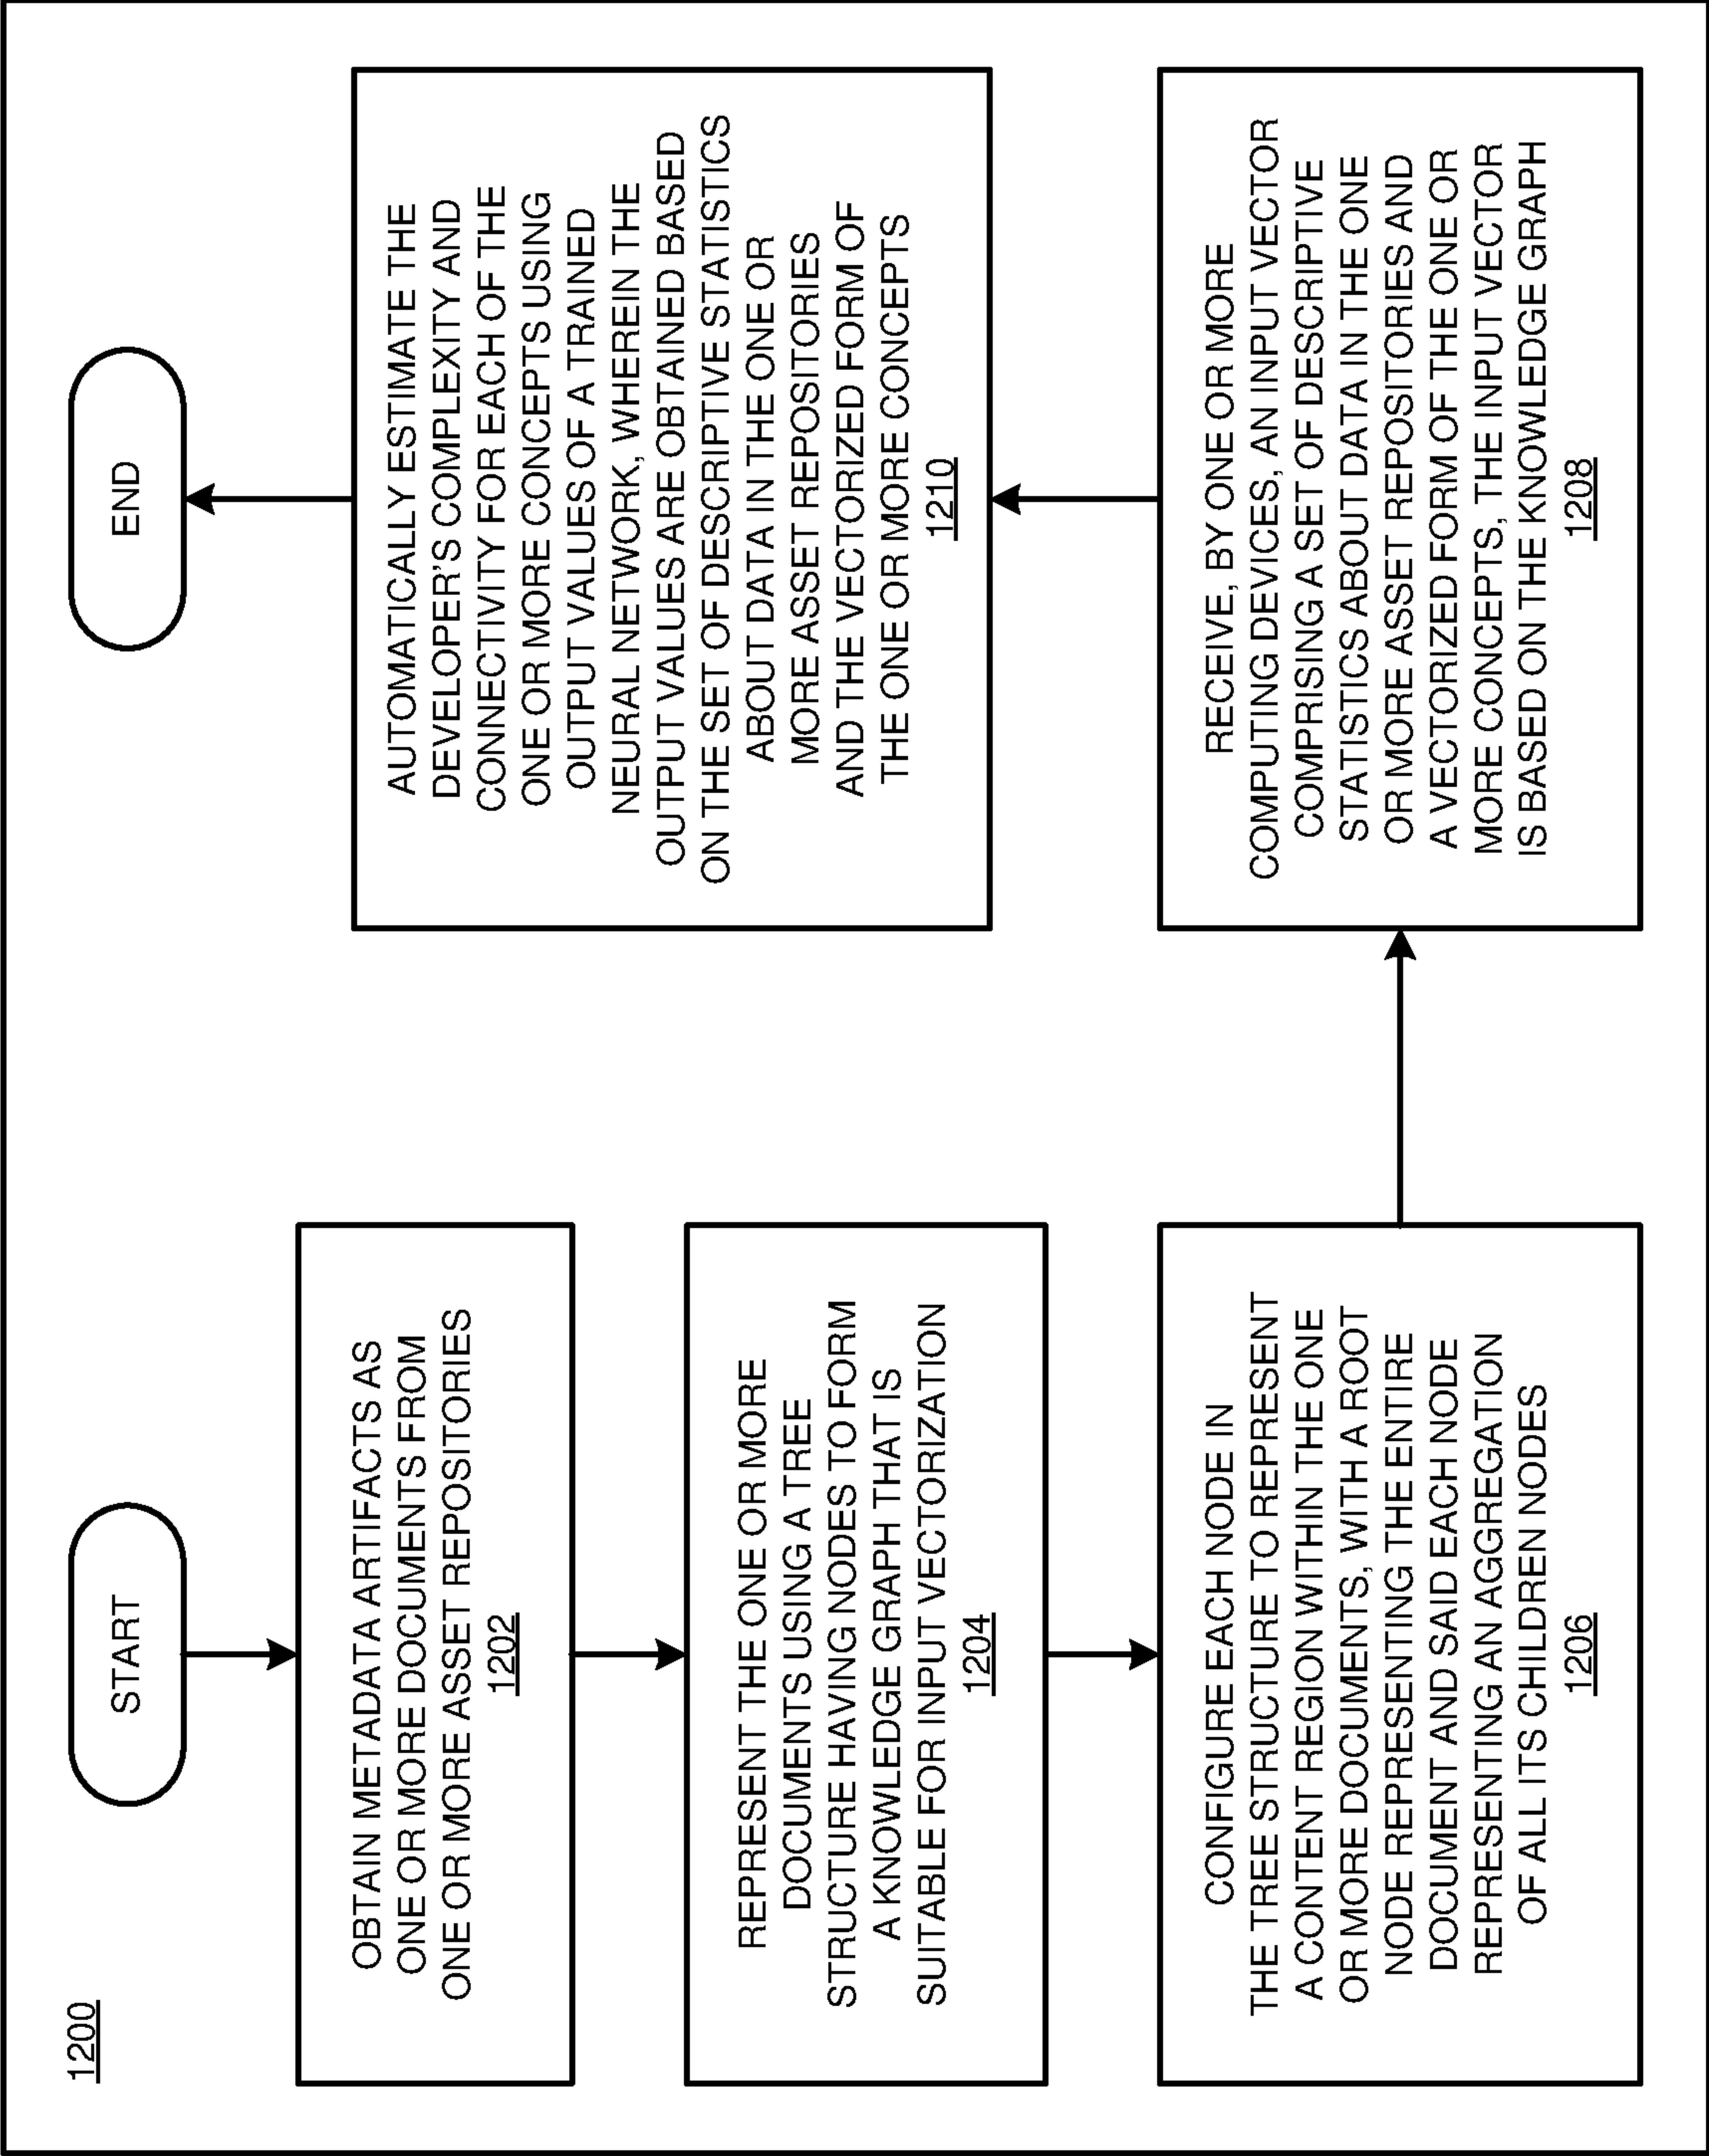 1200
START
OBTAIN METADATA ARTIFACTS AS
ONE OR MORE DOCUMENTS FROM
ONE OR MORE ASSET REPOSITORIES
1202
REPRESENT THE ONE OR MORE
DOCUMENTS USING A TREE
STRUCTURE HAVING NODES TO FORM
A KNOWLEDGE GRAPH THAT IS
SUITABLE FOR INPUT VECTORIZATION
1204
CONFIGURE EACH NODE IN
THE TREE STRUCTURE TO REPRESENT
A CONTENT REGION WITHIN THE ONE
OR MORE DOCUMENTS, WITH A ROOT
NODE REPRESENTING THE ENTIRE
DOCUMENT AND SAID EACH NODE
REPRESENTING AN AGGREGATION
OF ALL ITS CHILDREN NODES
1206
RECEIVE, BY ONE OR MORE
COMPUTING DEVICES, AN INPUT VECTOR
COMPRISING A SET OF DESCRIPTIVE
STATISTICS ABOUT DATA IN THE ONE
OR MORE ASSET REPOSITORIES AND
A VECTORIZED FORM OF THE ONE OR
MORE CONCEPTS, THE INPUT VECTOR
IS BASED ON THE KNOWLEDGE GRAPH
1208
AUTOMATICALLY ESTIMATE THE
DEVELOPER'S COMPLEXITY AND
CONNECTIVITY FOR EACH OF THE
ONE OR MORE CONCEPTS USING
OUTPUT VALUES OF A TRAINED
NEURAL NETWORK, WHEREIN THE
OUTPUT VALUES ARE OBTAINED BASED
ON THE SET OF DESCRIPTIVE STATISTICS
ABOUT DATA IN THE ONE OR
MORE ASSET REPOSITORIES
AND THE VECTORIZED FORM OF
THE ONE OR MORE CONCEPTS
1210
END